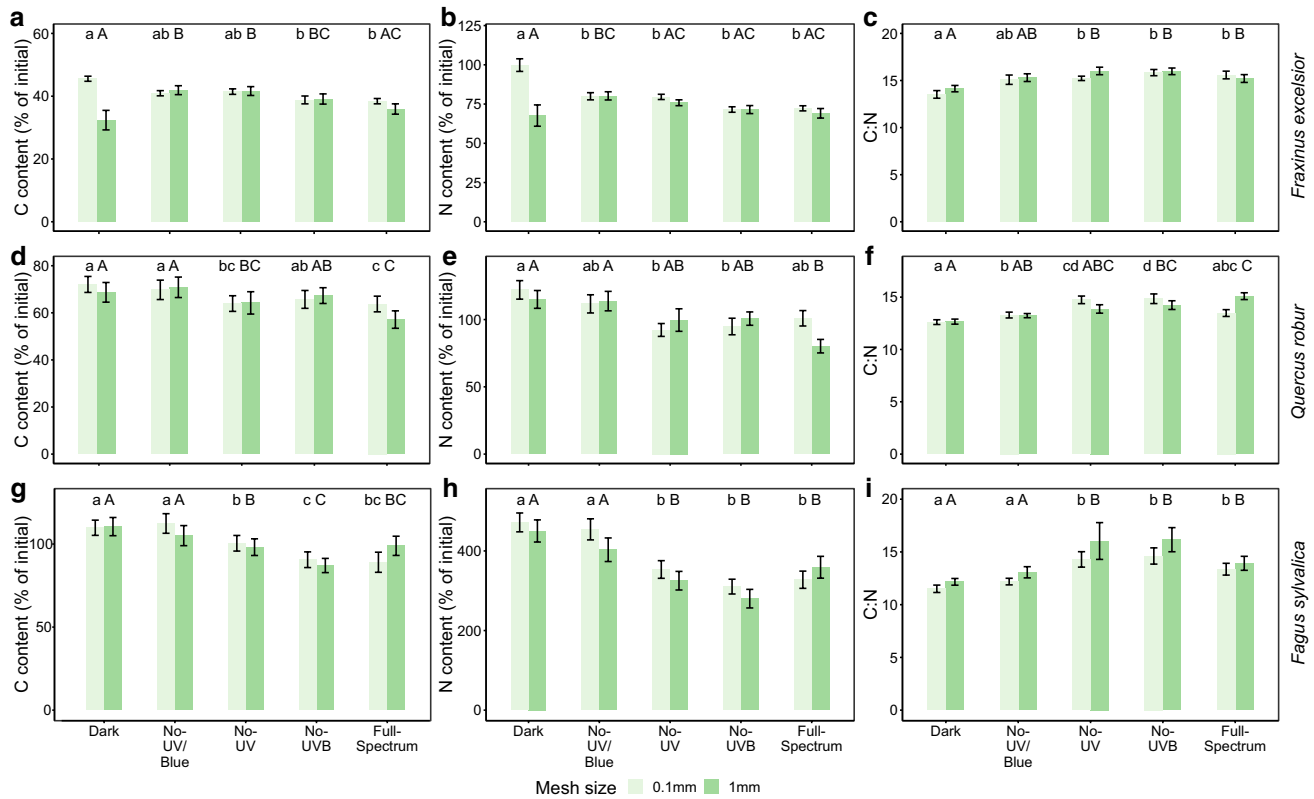 a
C content (% of initial)
60
40
20
0
a A
ab B
ab B
b BC
b AC
b
N content (% of initial)
125
100
75
50
25
0
a A
b BC
b AC
b AC
b AC
c
C:N
20
15
10
5
0
a A
ab AB
b B
b B
b B
Fraxinus excelsior
d
C content (% of initial)
80
60
40
20
0
a A
a A
bc BC
ab AB
c C
e
N content (% of initial)
100
50
0
a A
ab A
b AB
b AB
ab B
f
C:N
15
10
5
0
a A
b AB
cd ABC
d BC
abc C
Quercus robur
g
C content (% of initial)
100
50
0
a A
a A
b B
c C
bc BC
h
N content (% of initial)
400
200
0
a A
a A
b B
b B
b B
i
C:N
20
15
10
5
0
a A
a A
b B
b B
b B
Fagus sylvalica
Dark
No-
UV/
Blue
No-
UV
No-
UVB
Full-
Spectrum
Dark
No-
UV/
Blue
No-
UV
No-
UVB
Full-
Spectrum
Dark
No-
UV/
Blue
No-
UV
No-
UVB
Full-
Spectrum
Mesh size 0.1mm 1mm